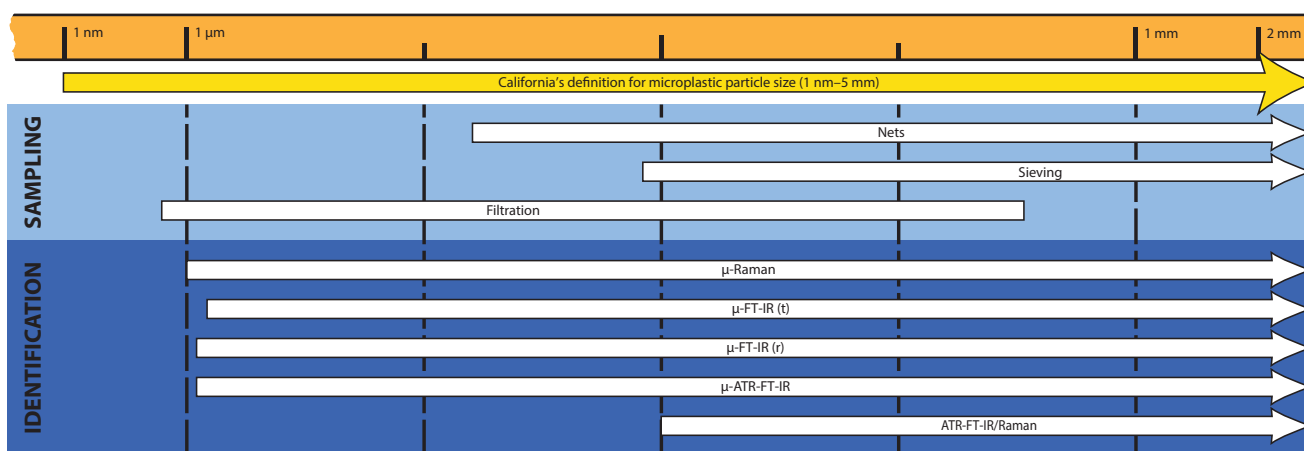 1 nm
1 µm
1 mm
2 mm
California's definition for microplastic particle size (1 nm–5 mm)
SAMPLING
Nets
Sieving
Filtration
IDENTIFICATION
µ-Raman
µ-FT-IR (t)
µ-FT-IR (r)
µ-ATR-FT-IR
ATR-FT-IR/Raman